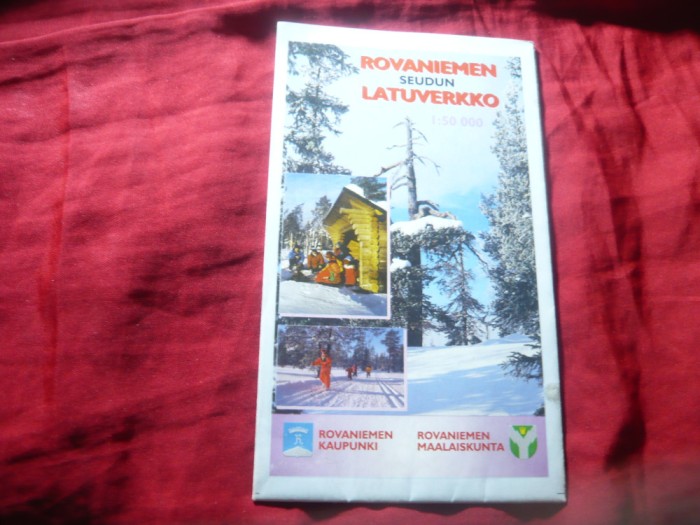 ROVANIEMEN
SEUDUN
LATUVERKKO
1:50 000
ROVANIEMEN
KAUPUNKI
ROVANIEMEN
MAALAISKUNTA